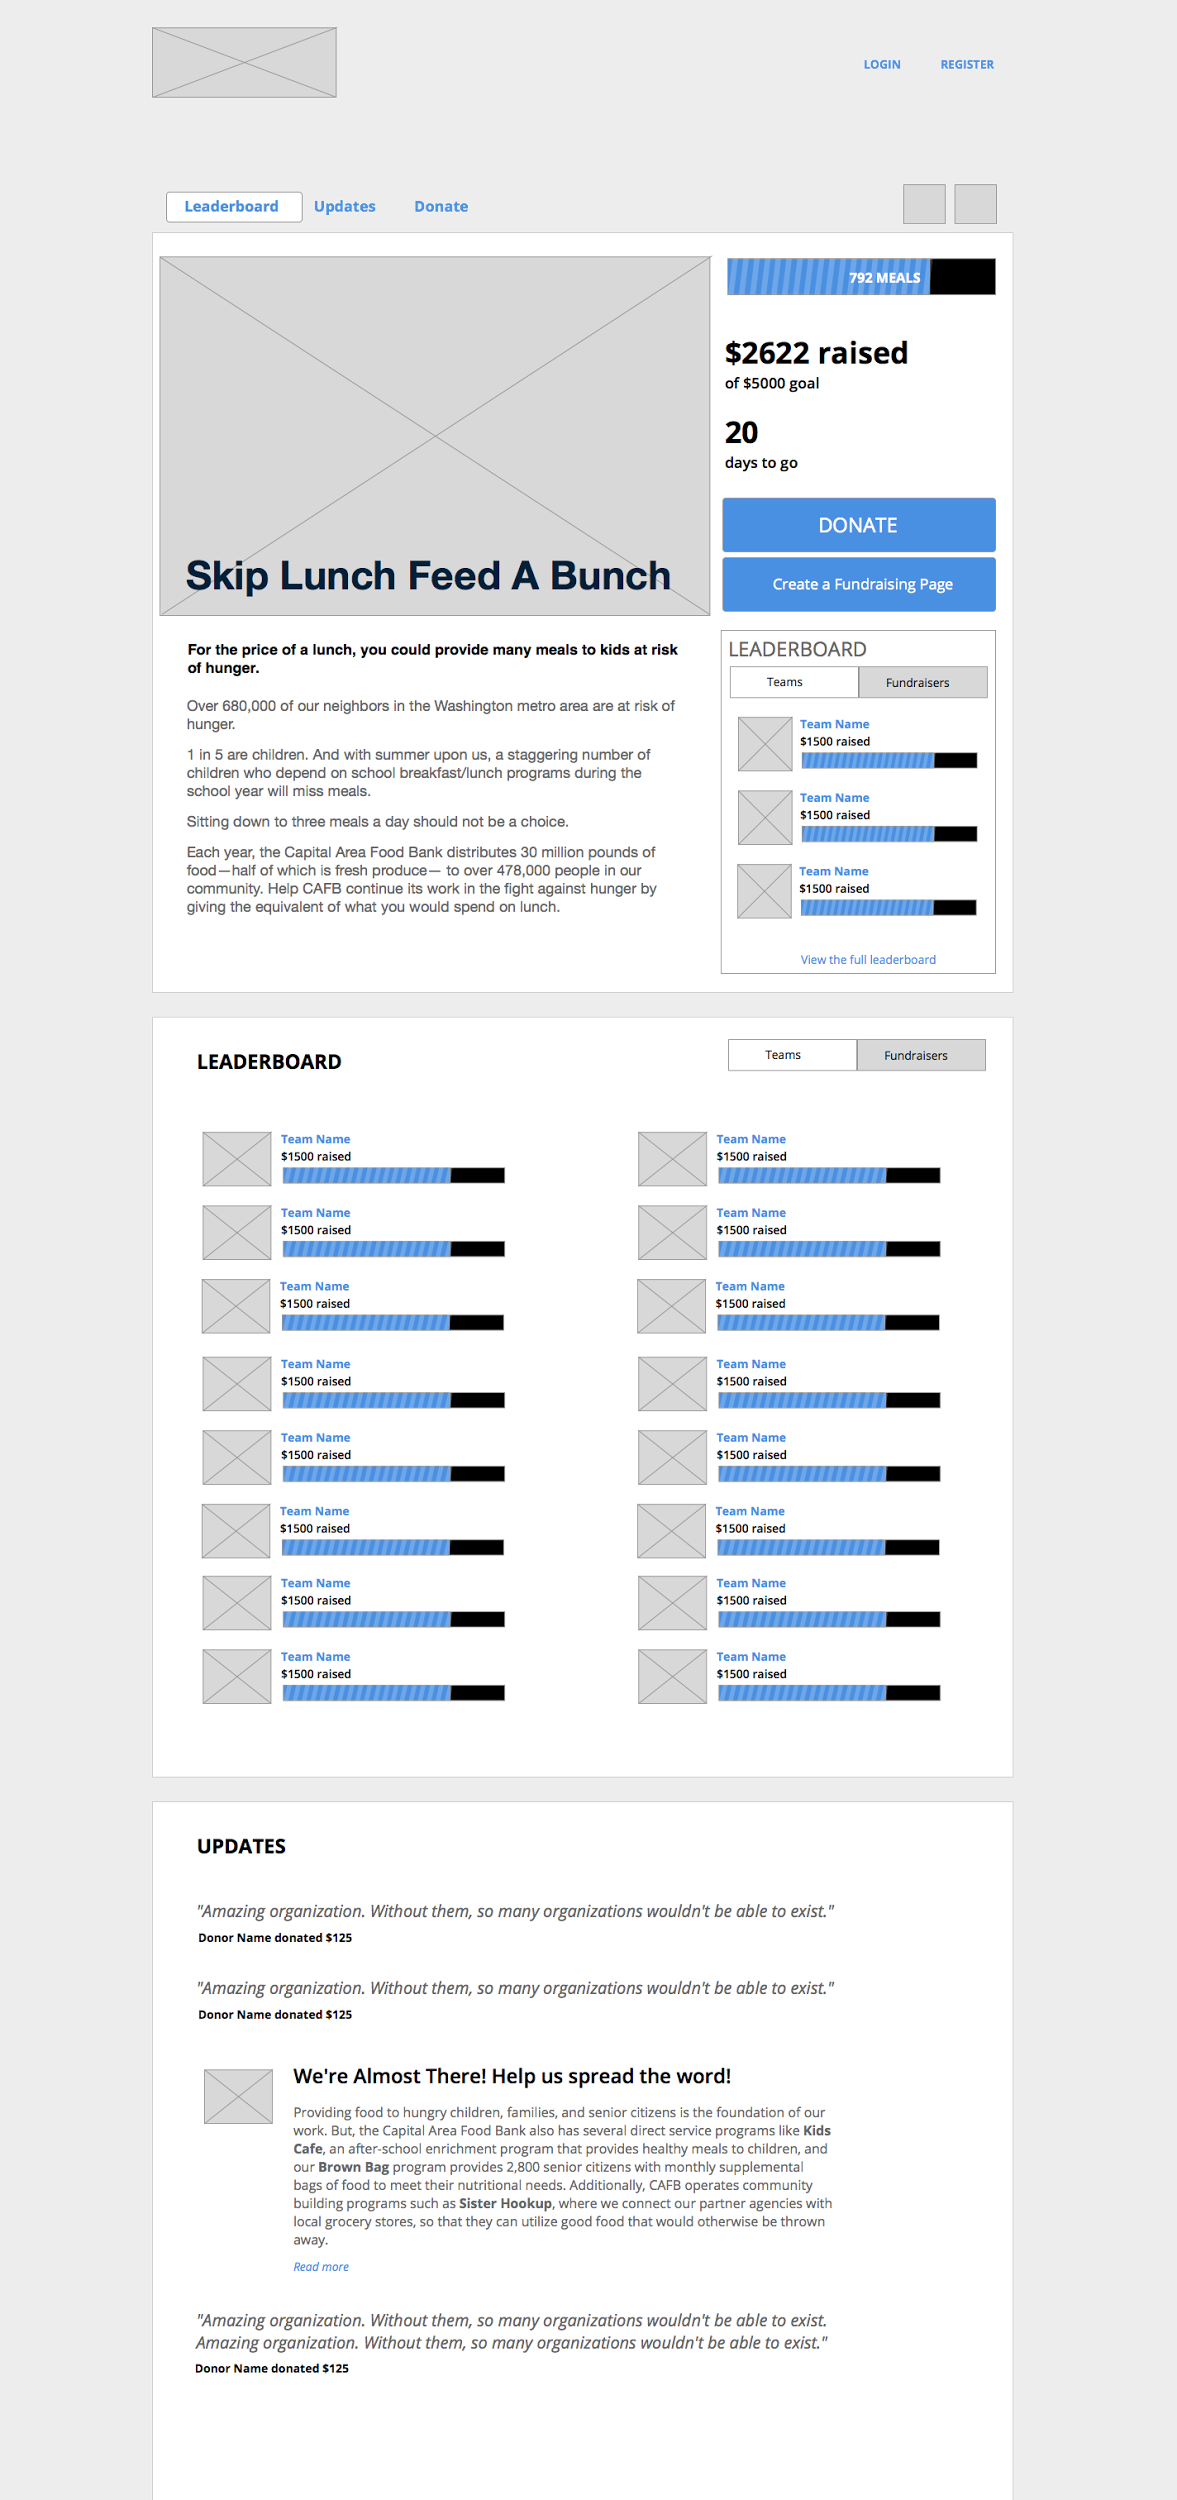 LOGIN REGISTER
Leaderboard Updates Donate
792 MEALS
$2622 raised
of $5000 goal
20
days to go
DONATE
Create a Fundraising Page
Skip Lunch Feed A Bunch
For the price of a lunch, you could provide many meals to kids at risk
of hunger.
Over 680,000 of our neighbors in the Washington metro area are at risk of
hunger.
1 in 5 are children. And with summer upon us, a staggering number of
children who depend on school breakfast/lunch programs during the
school year will miss meals.
Sitting down to three meals a day should not be a choice.
Each year, the Capital Area Food Bank distributes 30 million pounds of
food—half of which is fresh produce— to over 478,000 people in our
community. Help CAFB continue its work in the fight against hunger by
giving the equivalent of what you would spend on lunch.
LEADERBOARD
Teams Fundraisers
Team Name
$1500 raised
Team Name
$1500 raised
Team Name
$1500 raised
View the full leaderboard
LEADERBOARD
Teams Fundraisers
Team Name Team Name
$1500 raised $1500 raised
Team Name Team Name
$1500 raised $1500 raised
Team Name Team Name
$1500 raised $1500 raised
Team Name Team Name
$1500 raised $1500 raised
Team Name Team Name
$1500 raised $1500 raised
Team Name Team Name
$1500 raised $1500 raised
Team Name Team Name
$1500 raised $1500 raised
Team Name Team Name
$1500 raised $1500 raised
UPDATES
"Amazing organization. Without them, so many organizations wouldn't be able to exist."
Donor Name donated $125
"Amazing organization. Without them, so many organizations wouldn't be able to exist."
Donor Name donated $125
We're Almost There! Help us spread the word!
Providing food to hungry children, families, and senior citizens is the foundation of our
work. But, the Capital Area Food Bank also has several direct service programs like Kids
Cafe, an after-school enrichment program that provides healthy meals to children, and
our Brown Bag program provides 2,800 senior citizens with monthly supplemental
bags of food to meet their nutritional needs. Additionally, CAFB operates community
building programs such as Sister Hookup, where we connect our partner agencies with
local grocery stores, so that they can utilize good food that would otherwise be thrown
away.
Read more
"Amazing organization. Without them, so many organizations wouldn't be able to exist.
Amazing organization. Without them, so many organizations wouldn't be able to exist."
Donor Name donated $125